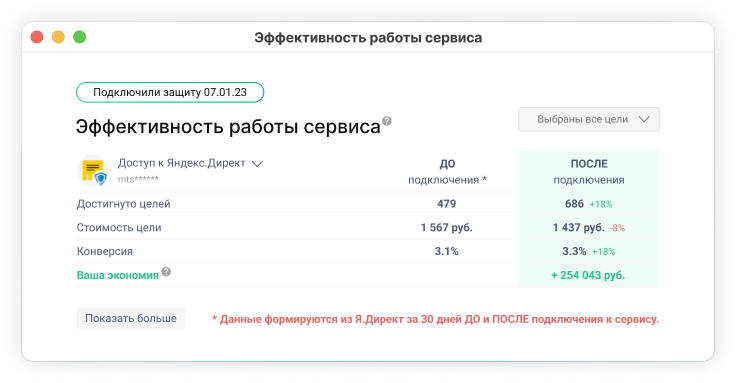 Эффективность работы сервиса
Подключили защиту 07.01.23
Эффективность работы сервиса ?
Выбраны все цели
Доступ к Яндекс.Директ
mts******
ДО
подключения *
ПОСЛЕ
подключения
Достигнуто целей 479 686 +18%
Стоимость цели 1 567 руб. 1 437 руб. -8%
Конверсия 3.1% 3.3% +18%
Ваша экономия ? + 254 043 руб.
Показать больше
* Данные формируются из Я.Директ за 30 дней ДО и ПОСЛЕ подключения к сервису.